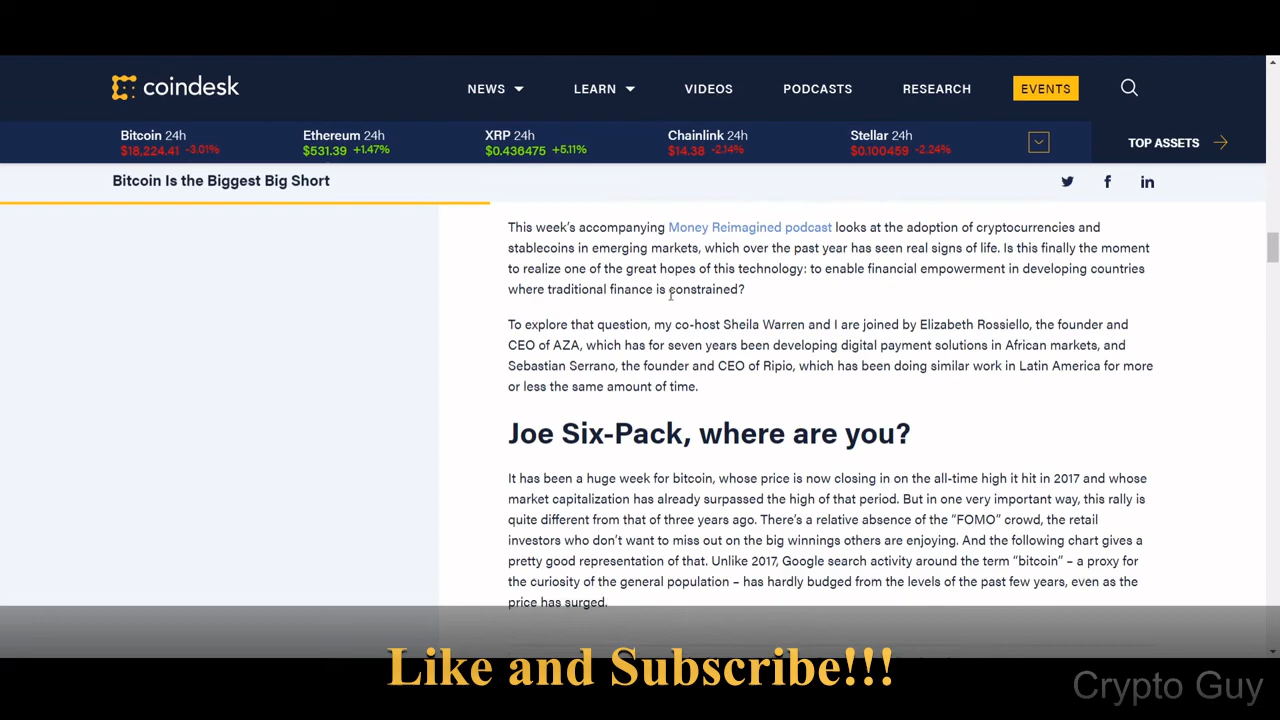 coindesk
NEWS LEARN VIDEOS PODCASTS RESEARCH EVENTS
Bitcoin 24h Ethereum 24h XRP 24h Chainlink 24h Stellar 24h
$18,224.41 -3.01% $531.39 +1.47% $0.436475 +5.11% $14.38 -2.14% $0.100459 -2.24%
TOP ASSETS
Bitcoin Is the Biggest Big Short
This week's accompanying Money Reimagined podcast looks at the adoption of cryptocurrencies and
stablecoins in emerging markets, which over the past year has seen real signs of life. Is this finally the moment
to realize one of the great hopes of this technology: to enable financial empowerment in developing countries
where traditional finance is constrained?
To explore that question, my co-host Sheila Warren and I are joined by Elizabeth Rossiello, the founder and
CEO of AZA, which has for seven years been developing digital payment solutions in African markets, and
Sebastian Serrano, the founder and CEO of Ripio, which has been doing similar work in Latin America for more
or less the same amount of time.
Joe Six-Pack, where are you?
It has been a huge week for bitcoin, whose price is now closing in on the all-time high it hit in 2017 and whose
market capitalization has already surpassed the high of that period. But in one very important way, this rally is
quite different from that of three years ago. There's a relative absence of the “FOMO” crowd, the retail
investors who don't want to miss out on the big winnings others are enjoying. And the following chart gives a
pretty good representation of that. Unlike 2017, Google search activity around the term “bitcoin” – a proxy for
the curiosity of the general population – has hardly budged from the levels of the past few years, even as the
price has surged.
Like and Subscribe!!!
Crypto Guy